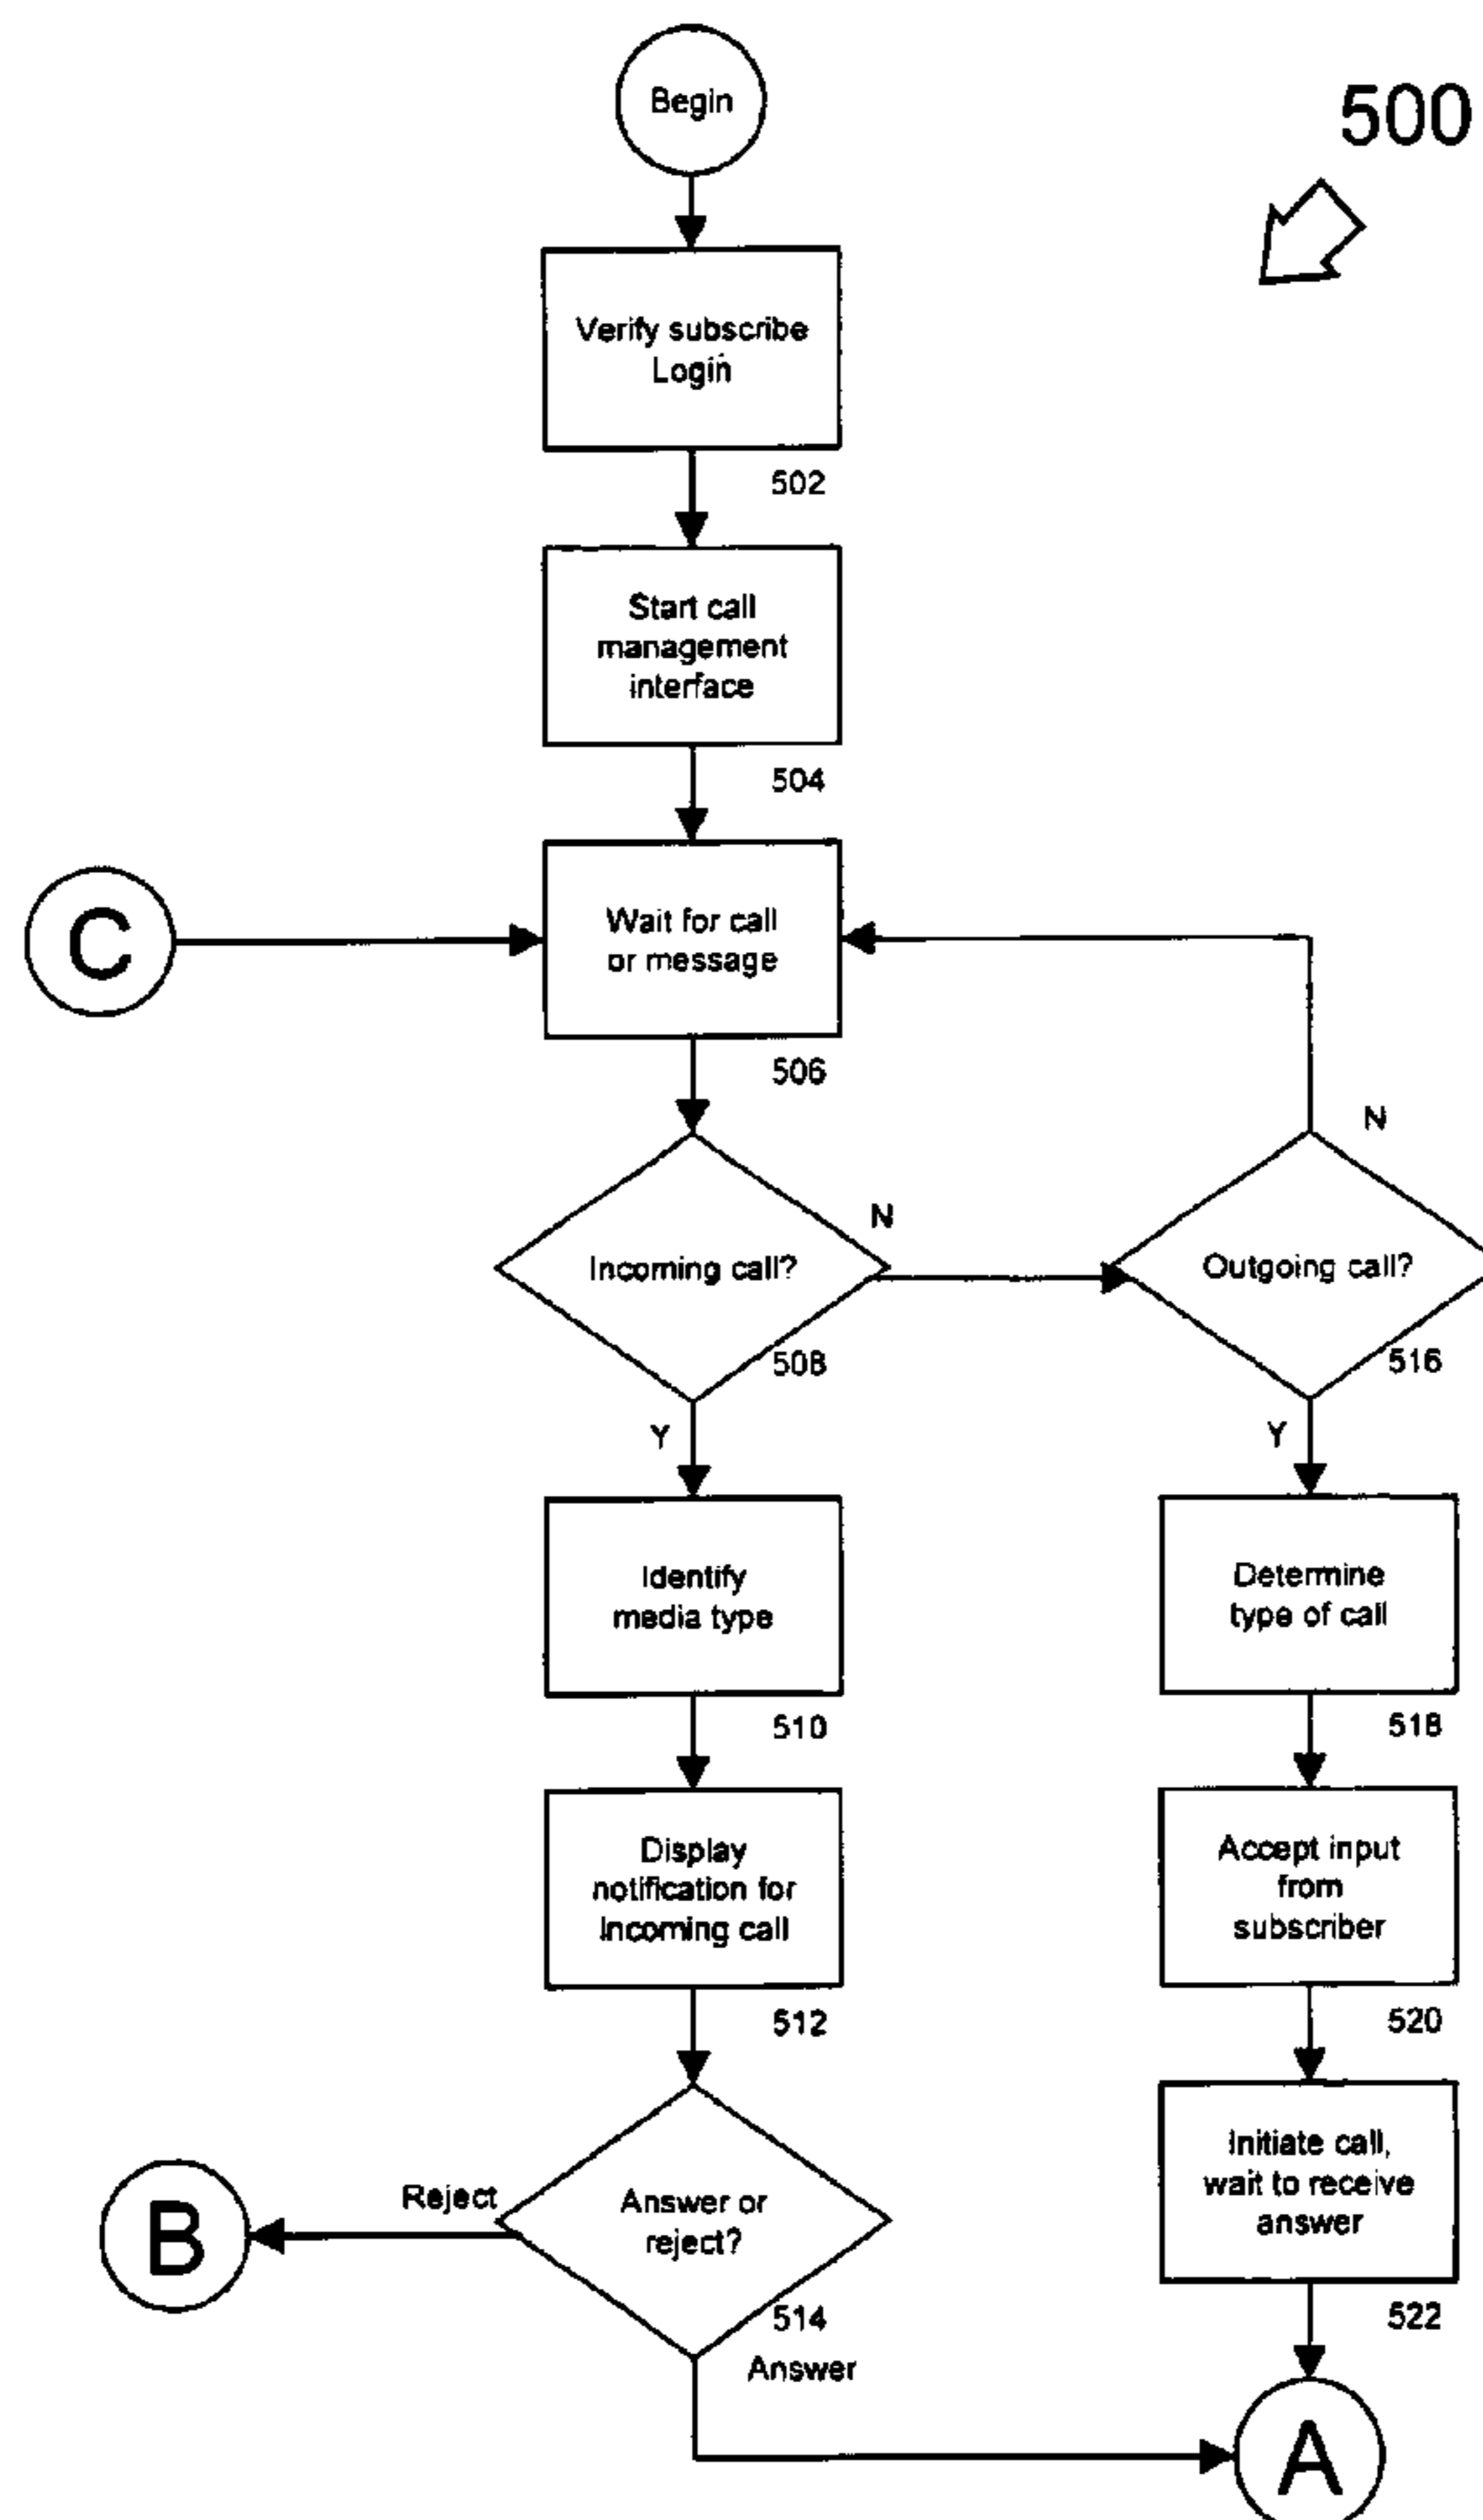 Begin
500
Verify subscribe
Login
502
Start call
management
interface
504
C
Wait for call
or message
506
N
N
Incoming call?
Outgoing call?
508
516
Y
Y
Identify
media type
Determine
type of call
510
518
Display
notification for
Incoming call
Accept input
from
subscriber
512
520
Reject
B
Answer or
reject?
Initiate call,
wait to receive
answer
514
522
Answer
A